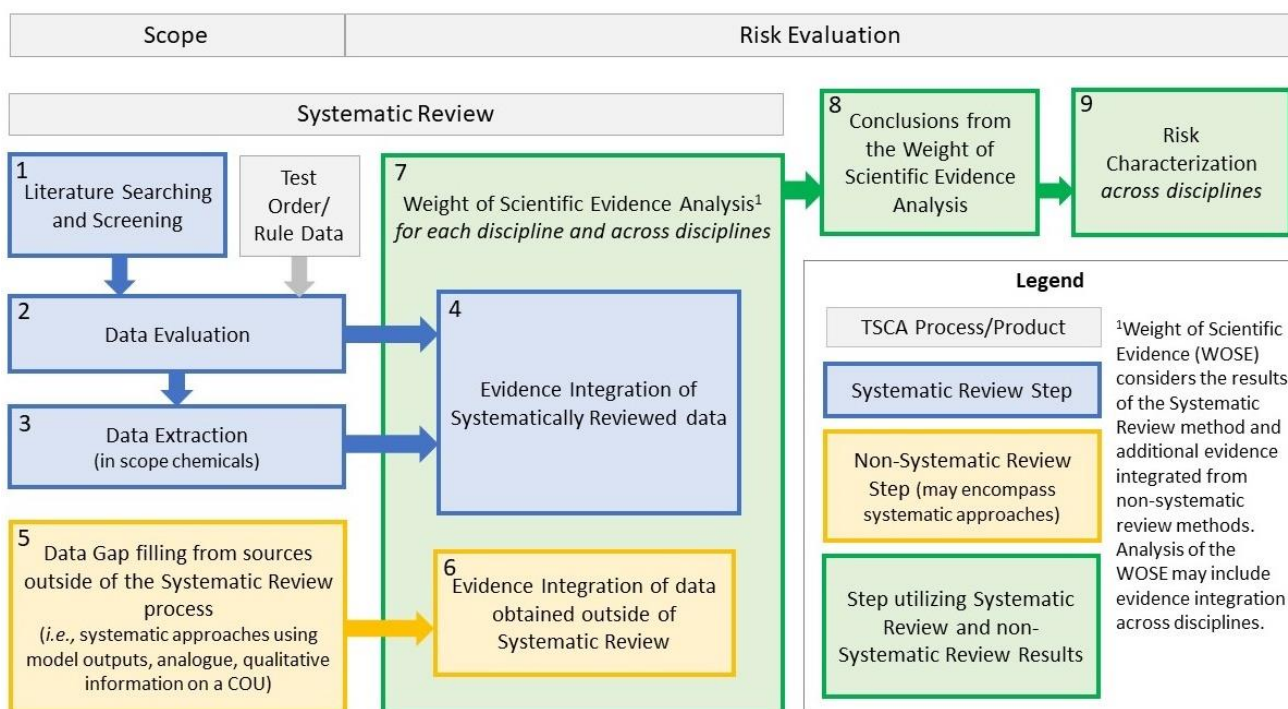 Scope
Risk Evaluation
Systematic Review
1
Literature Searching
and Screening
Test
Order/
Rule Data
2
Data Evaluation
3
Data Extraction
(in scope chemicals)
5
Data Gap filling from sources
outside of the Systematic Review
process
(i.e., systematic approaches using
model outputs, analogue, qualitative
information on a COU)
7
Weight of Scientific Evidence Analysis¹
for each discipline and across disciplines
4
Evidence Integration of
Systematically Reviewed data
6
Evidence Integration of data
obtained outside of
Systematic Review
8
Conclusions from
the Weight of
Scientific Evidence
Analysis
9
Risk
Characterization
across disciplines
Legend
TSCA Process/Product
Systematic Review Step
Non-Systematic Review
Step (may encompass
systematic approaches)
Step utilizing Systematic
Review and non-
Systematic Review Results
¹Weight of Scientific
Evidence (WOSE)
considers the results
of the Systematic
Review method and
additional evidence
integrated from
non-systematic
review methods.
Analysis of the
WOSE may include
evidence integration
across disciplines.